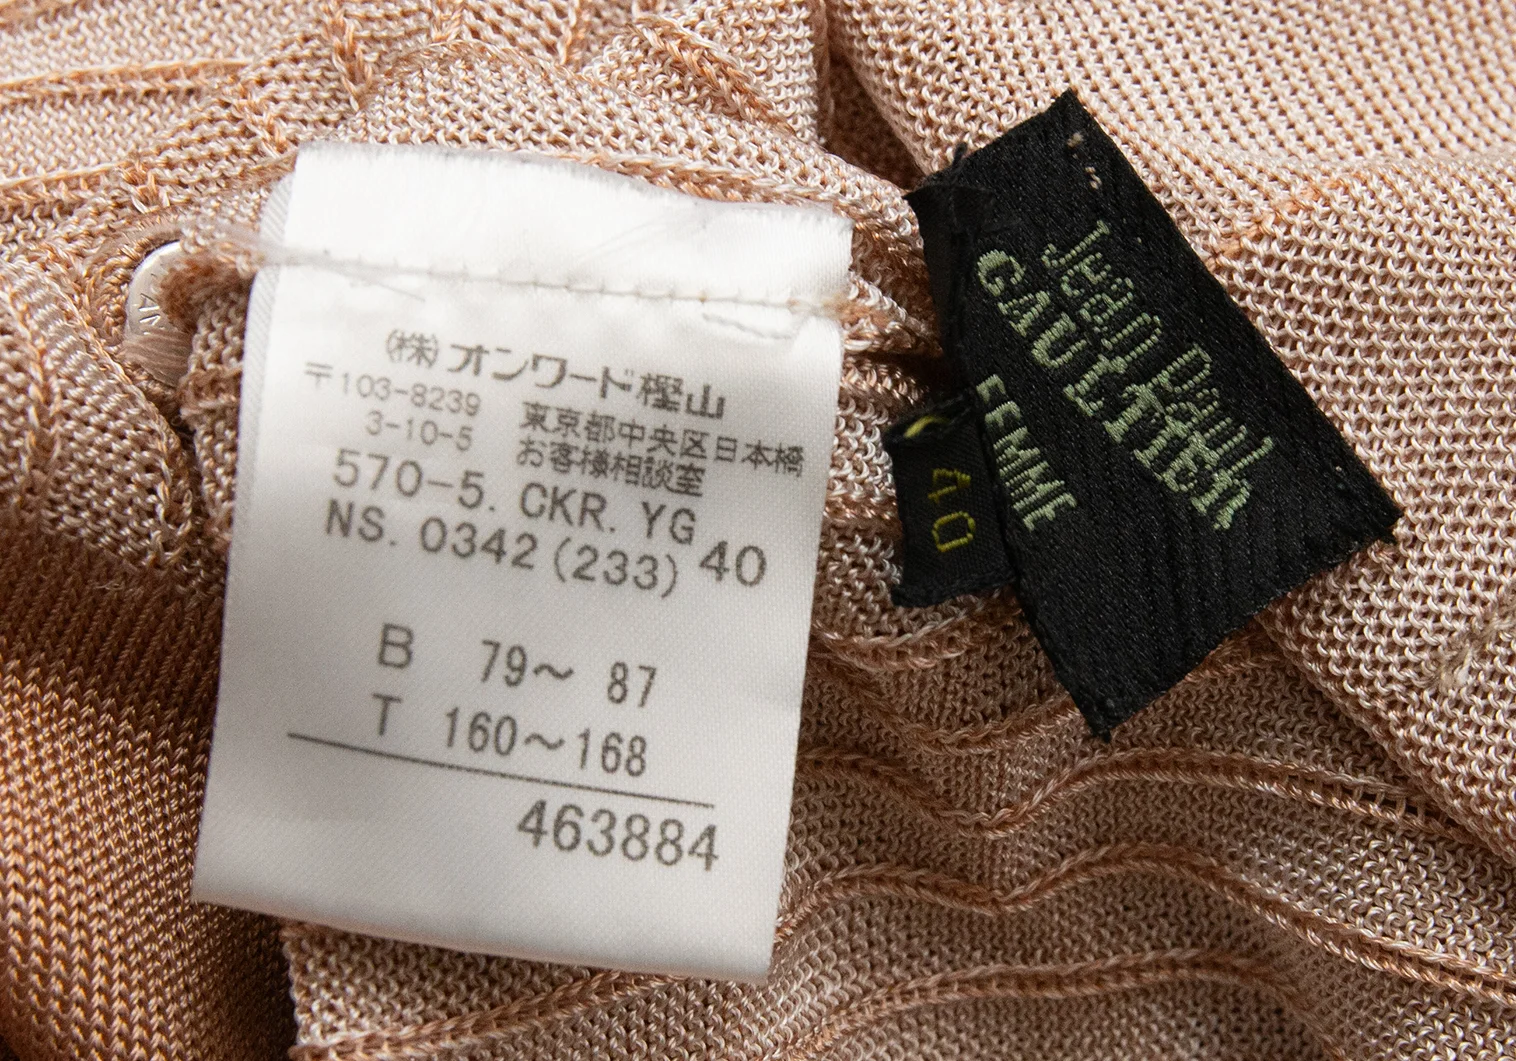 (株)オンワード樫山
〒103-8239 東京都中央区日本橋
3-10-5 お客様相談室
570-5. CKR. YG
NS. 0342(233) 40
B 79〜 87
T 160〜168
463884
Jean Paul
GAULTIER
FEMME
40